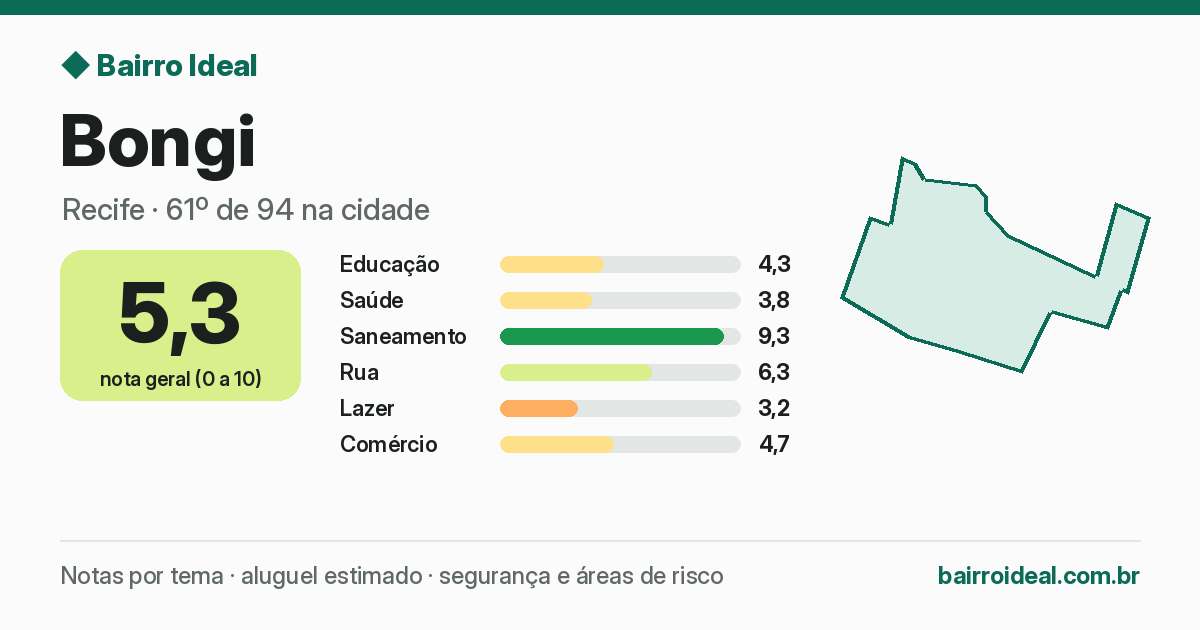 Bairro Ideal
Bongi
Recife · 61º de 94 na cidade
5,3
nota geral (0 a 10)
Educação 4,3
Saúde 3,8
Saneamento 9,3
Rua 6,3
Lazer 3,2
Comércio 4,7
Notas por tema · aluguel estimado · segurança e áreas de risco
bairroideal.com.br